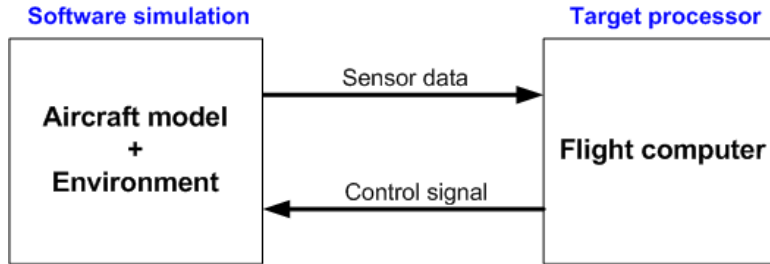 Software simulation
Target processor
Aircraft model
+
Environment
Sensor data
Control signal
Flight computer